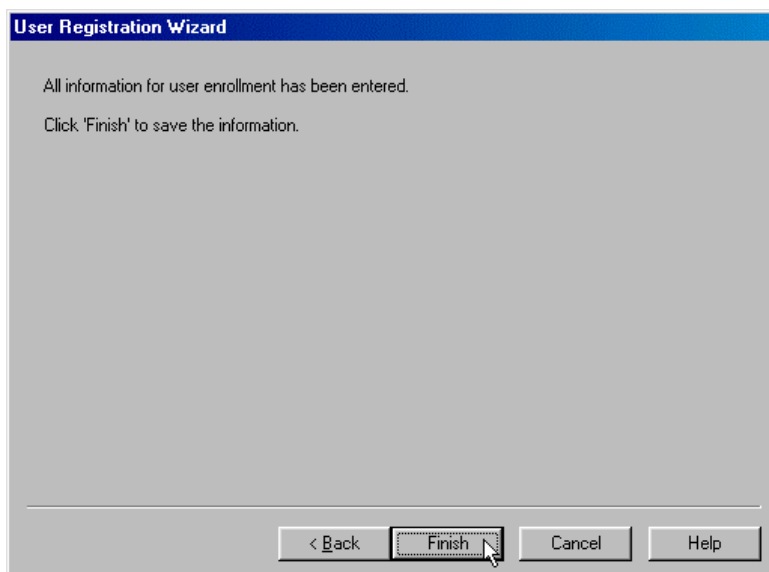 User Registration Wizard
All information for user enrollment has been entered.
Click 'Finish' to save the information.
< Back Finish Cancel Help